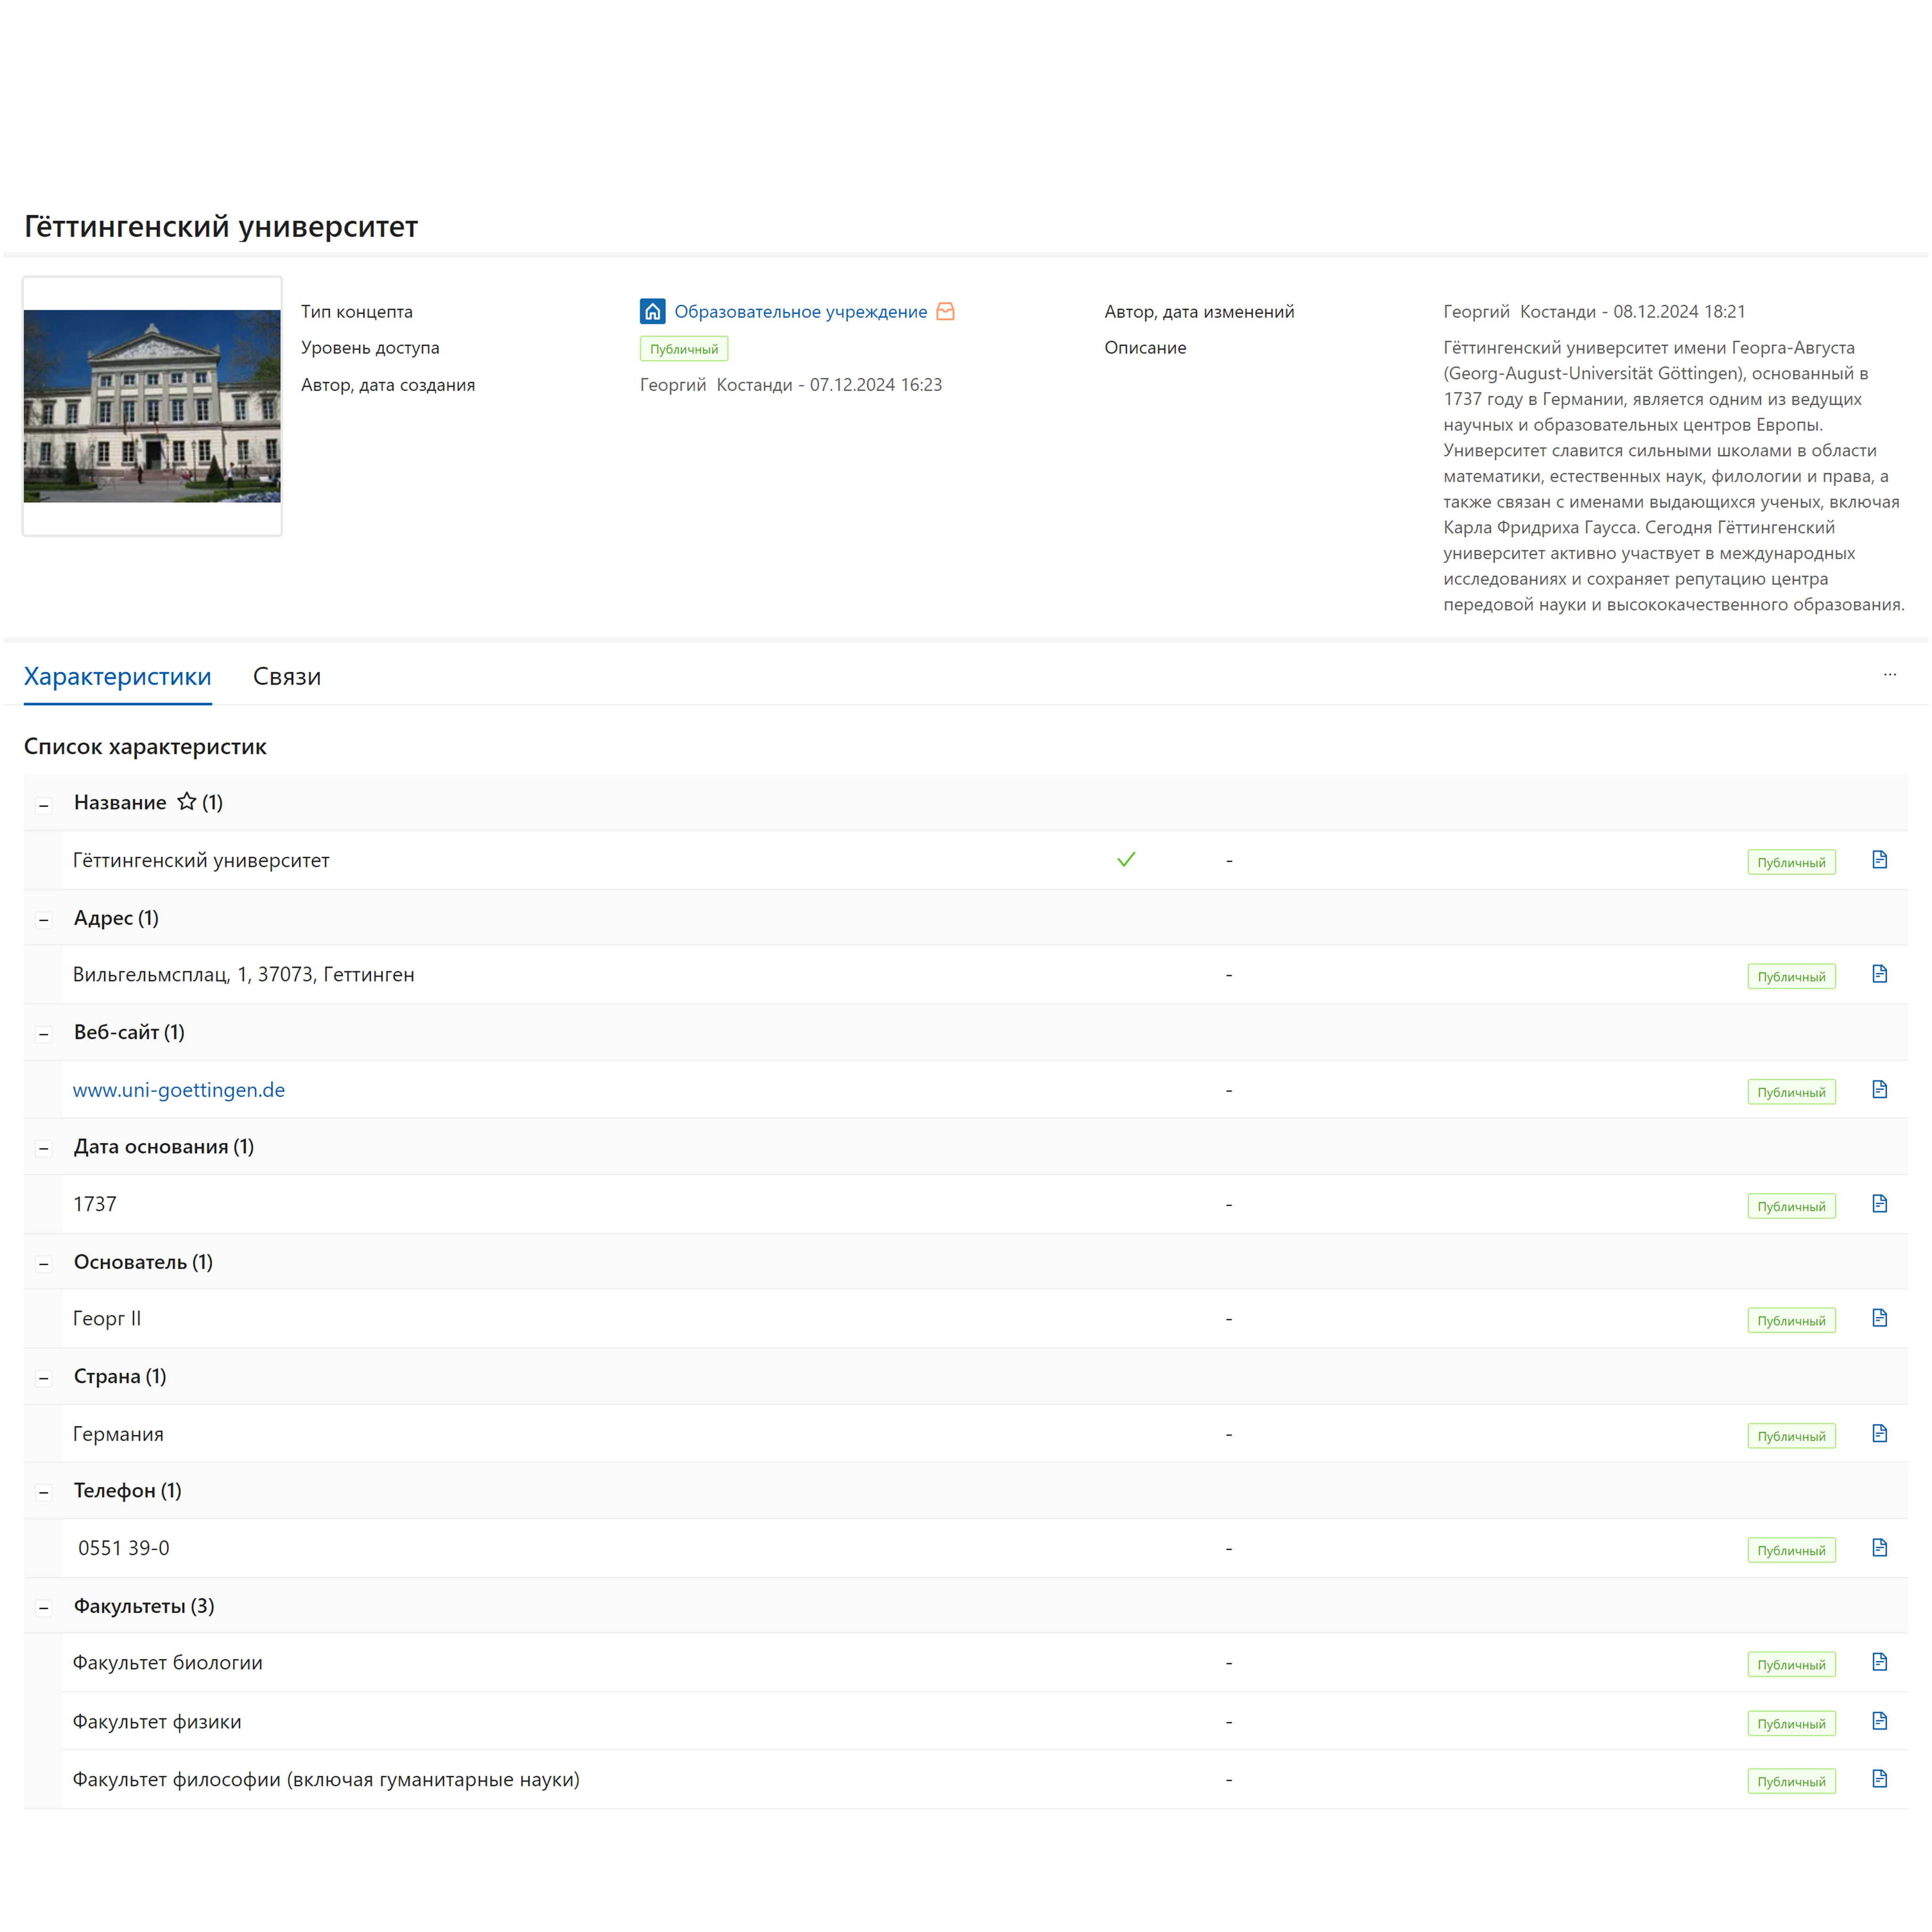 Гёттингенский университет
Тип концепта
Образовательное учреждение
Уровень доступа
Публичный
Автор, дата создания
Георгий Костанди - 07.12.2024 16:23
Автор, дата изменений
Георгий Костанди - 08.12.2024 18:21
Описание
Гёттингенский университет имени Георга-Августа
(Georg-August-Universität Göttingen), основанный в
1737 году в Германии, является одним из ведущих
научных и образовательных центров Европы.
Университет славится сильными школами в области
математики, естественных наук, филологии и права, а
также связан с именами выдающихся ученых, включая
Карла Фридриха Гаусса. Сегодня Гёттингенский
университет активно участвует в международных
исследованиях и сохраняет репутацию центра
передовой науки и высококачественного образования.
Характеристики Связи ...
Список характеристик
Название (1)
Гёттингенский университет - Публичный
Адрес (1)
Вильгельмсплац, 1, 37073, Геттинген - Публичный
Веб-сайт (1)
www.uni-goettingen.de - Публичный
Дата основания (1)
1737 - Публичный
Основатель (1)
Георг II - Публичный
Страна (1)
Германия - Публичный
Телефон (1)
0551 39-0 - Публичный
Факультеты (3)
Факультет биологии - Публичный
Факультет физики - Публичный
Факультет философии (включая гуманитарные науки) - Публичный